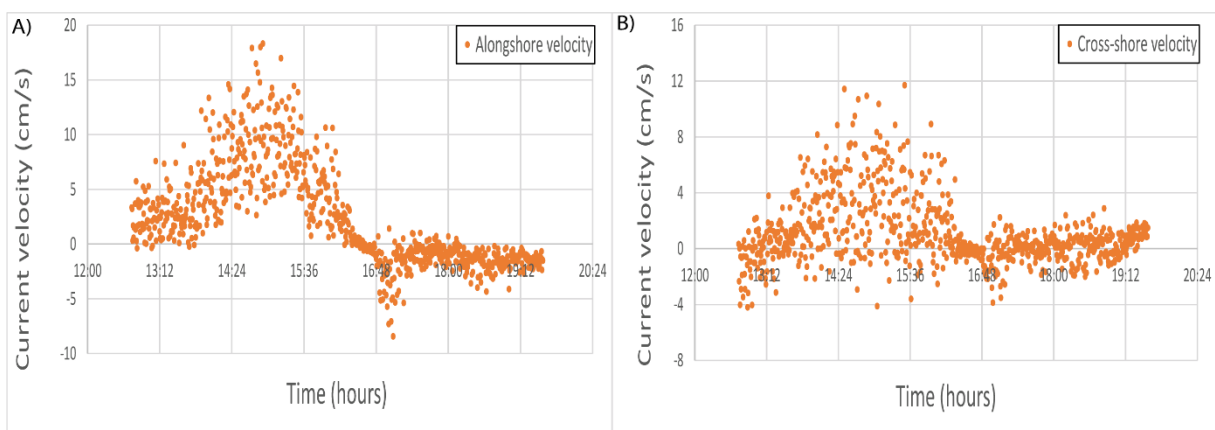 A)
Alongshore velocity
Current velocity (cm/s)
20
15
10
5
0
-5
-10
12:00 13:12 14:24 15:36 16:48 18:00 19:12 20:24
Time (hours)
B)
Cross-shore velocity
Current velocity (cm/s)
16
12
8
4
0
-4
-8
12:00 13:12 14:24 15:36 16:48 18:00 19:12 20:24
Time (hours)